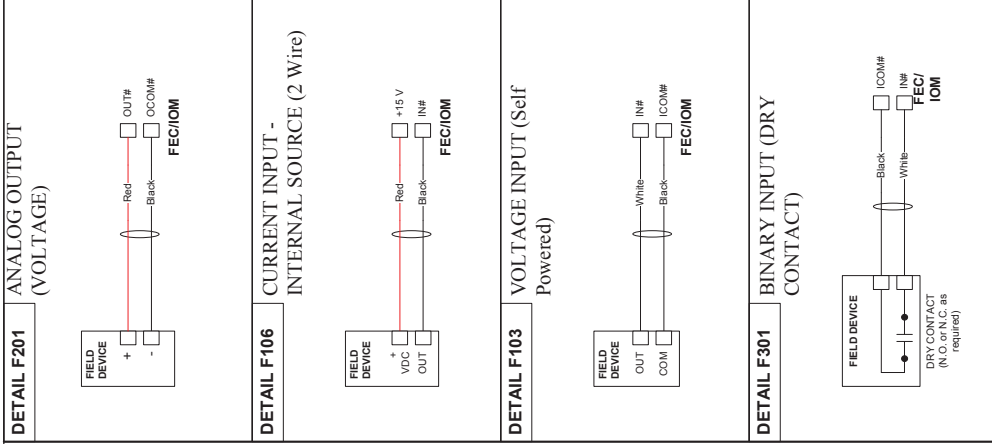 DETAIL F201
ANALOG OUTPUT
(VOLTAGE)
FIELD
DEVICE
+
-
Red
Black
OUT#
OCOM#
FEC/IOM
DETAIL F106
CURRENT INPUT -
INTERNAL SOURCE (2 Wire)
FIELD
DEVICE
+
VDC
OUT
Red
Black
+15 V
IN#
FEC/IOM
DETAIL F103
VOLTAGE INPUT (Self
Powered)
FIELD
DEVICE
OUT
COM
White
Black
IN#
ICOM#
FEC/IOM
DETAIL F301
BINARY INPUT (DRY
CONTACT)
FIELD DEVICE
DRY CONTACT
(N.O. or N.C. as
required)
Black
White
ICOM#
IN#
FEC/
IOM